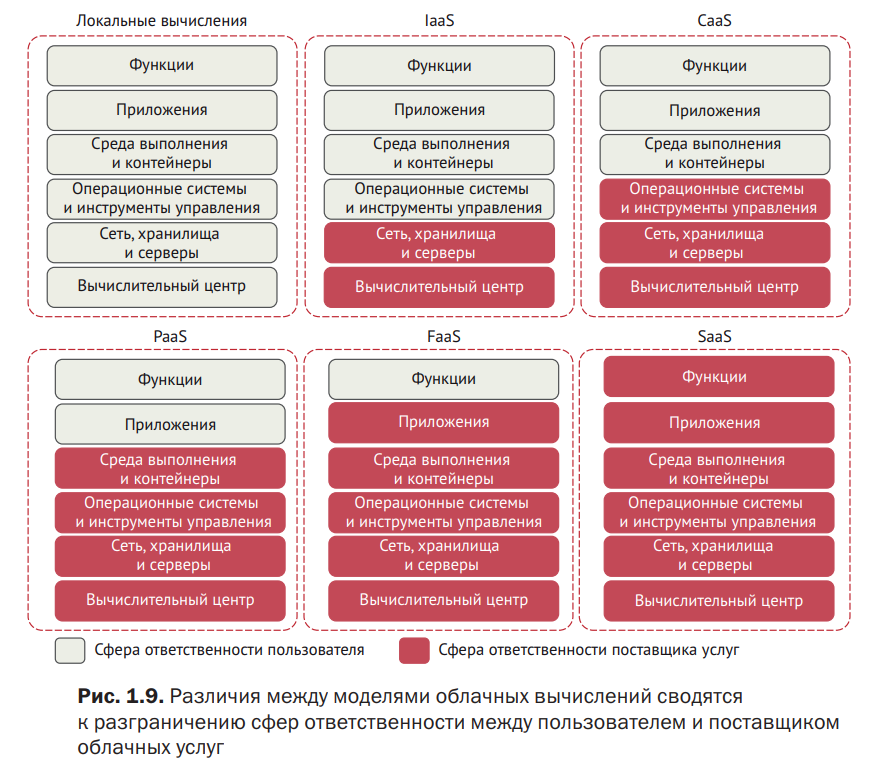 Локальные вычисления
Функции
Приложения
Среда выполнения
и контейнеры
Операционные системы
и инструменты управления
Сеть, хранилища
и серверы
Вычислительный центр
IaaS
Функции
Приложения
Среда выполнения
и контейнеры
Операционные системы
и инструменты управления
Сеть, хранилища
и серверы
Вычислительный центр
CaaS
Функции
Приложения
Среда выполнения
и контейнеры
Операционные системы
и инструменты управления
Сеть, хранилища
и серверы
Вычислительный центр
PaaS
Функции
Приложения
Среда выполнения
и контейнеры
Операционные системы
и инструменты управления
Сеть, хранилища
и серверы
Вычислительный центр
FaaS
Функции
Приложения
Среда выполнения
и контейнеры
Операционные системы
и инструменты управления
Сеть, хранилища
и серверы
Вычислительный центр
SaaS
Функции
Приложения
Среда выполнения
и контейнеры
Операционные системы
и инструменты управления
Сеть, хранилища
и серверы
Вычислительный центр
Сфера ответственности пользователя
Сфера ответственности поставщика услуг
Рис. 1.9. Различия между моделями облачных вычислений сводятся
к разграничению сфер ответственности между пользователем и поставщиком
облачных услуг